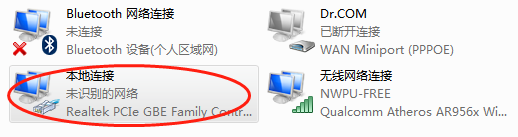 Bluetooth 网络连接
未连接
Bluetooth 设备(个人区域网)
Dr.COM
已断开连接
WAN Miniport (PPPOE)
本地连接
未识别的网络
Realtek PCIe GBE Family Contr...
无线网络连接
NWPU-FREE
Qualcomm Atheros AR956x Wi...